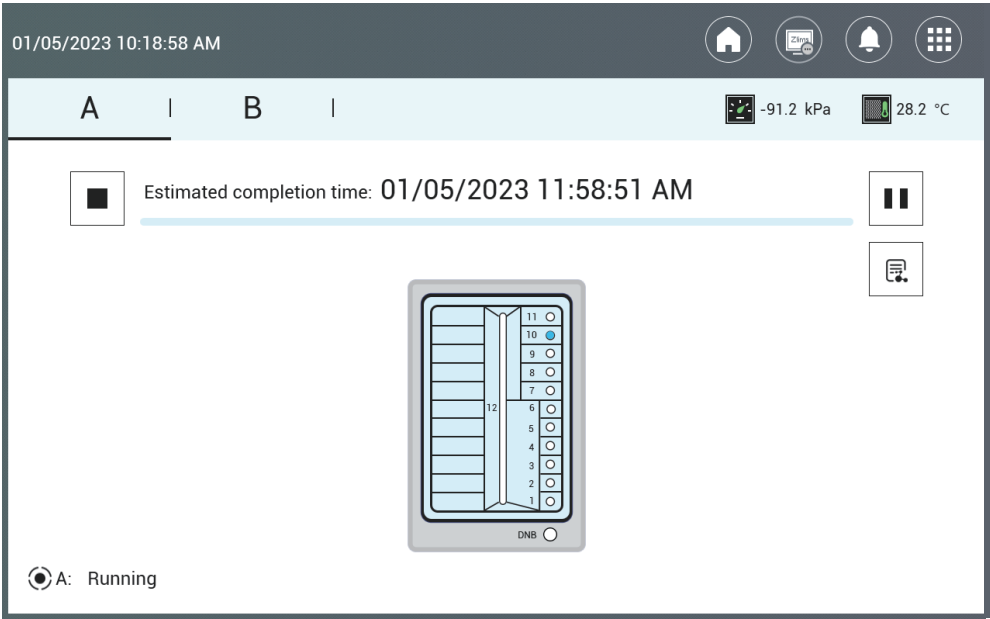 01/05/2023 10:18:58 AM
Zlims
A | B |
-91.2 kPa
28.2 °C
Estimated completion time: 01/05/2023 11:58:51 AM
11
10
9
8
7
12
6
5
4
3
2
1
DNB
A: Running